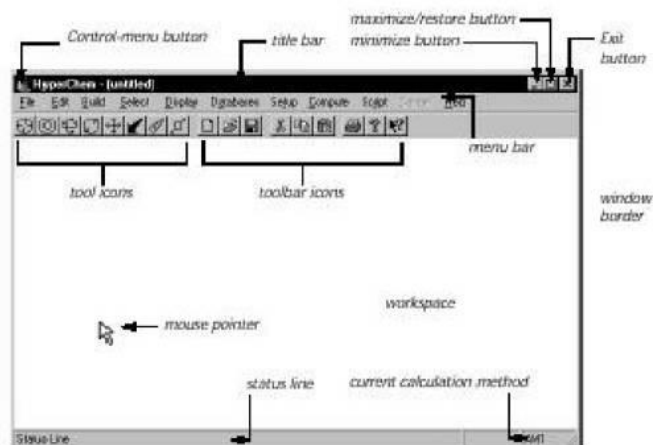 maximize/restore button
Control-menu button
title bar
minimize button
Exit button
HyperChem - (untitled)
File Edit Build Select Display Databases Setup Compute Script Help
menu bar
tool icons
toolbar icons
window border
workspace
mouse pointer
status line
current calculation method
Status Line